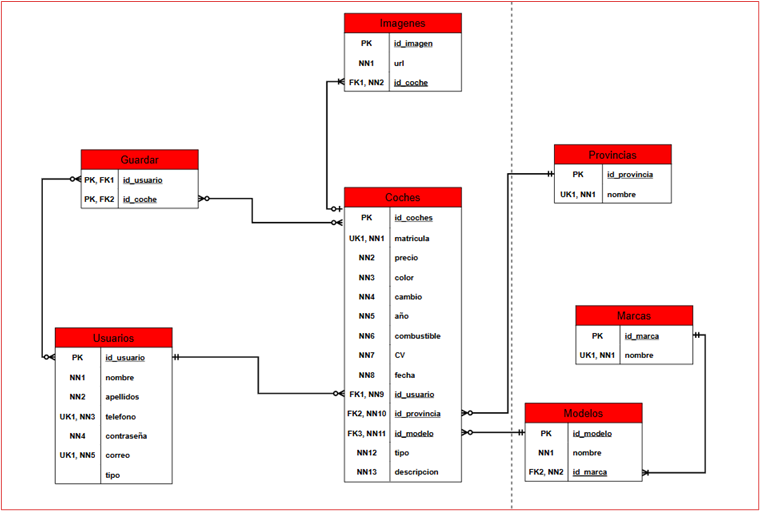 Imagenes
PK id_imagen
NN1 url
FK1, NN2 id_coche
Guardar
PK, FK1 id_usuario
PK, FK2 id_coche
Provincias
PK id_provincia
UK1, NN1 nombre
Coches
PK id_coches
UK1, NN1 matricula
NN2 precio
NN3 color
NN4 cambio
NN5 año
NN6 combustible
NN7 CV
NN8 fecha
FK1, NN9 id_usuario
FK2, NN10 id_provincia
FK3, NN11 id_modelo
NN12 tipo
NN13 descripcion
Marcas
PK id_marca
UK1, NN1 nombre
Usuarios
PK id_usuario
NN1 nombre
NN2 apellidos
UK1, NN3 telefono
NN4 contraseña
UK1, NN5 correo
tipo
Modelos
PK id_modelo
NN1 nombre
FK2, NN2 id_marca